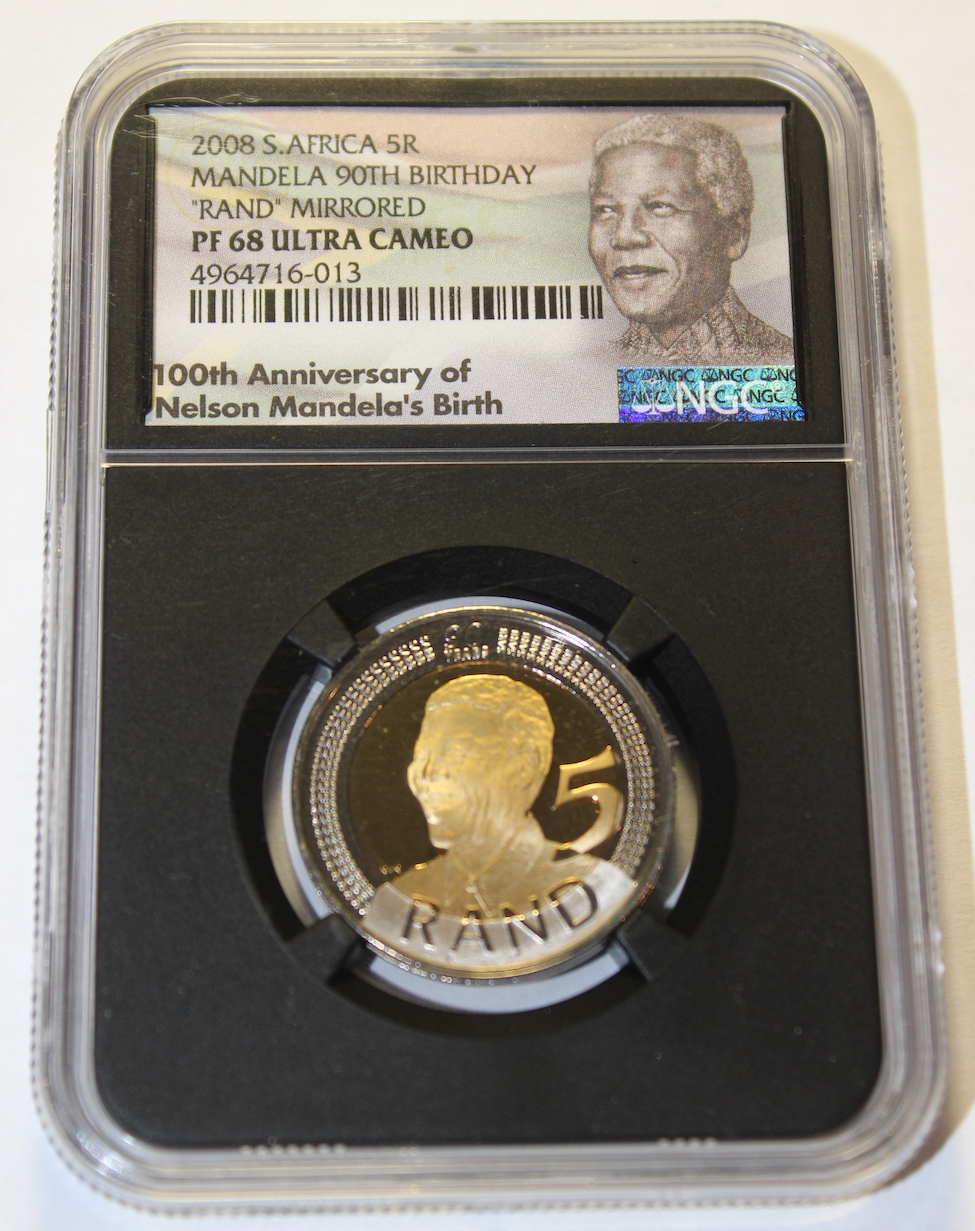 2008 S.AFRICA 5R
MANDELA 90TH BIRTHDAY
"RAND" MIRRORED
PF 68 ULTRA CAMEO
4964716-013
100th Anniversary of
Nelson Mandela's Birth
NGC
5
RAND